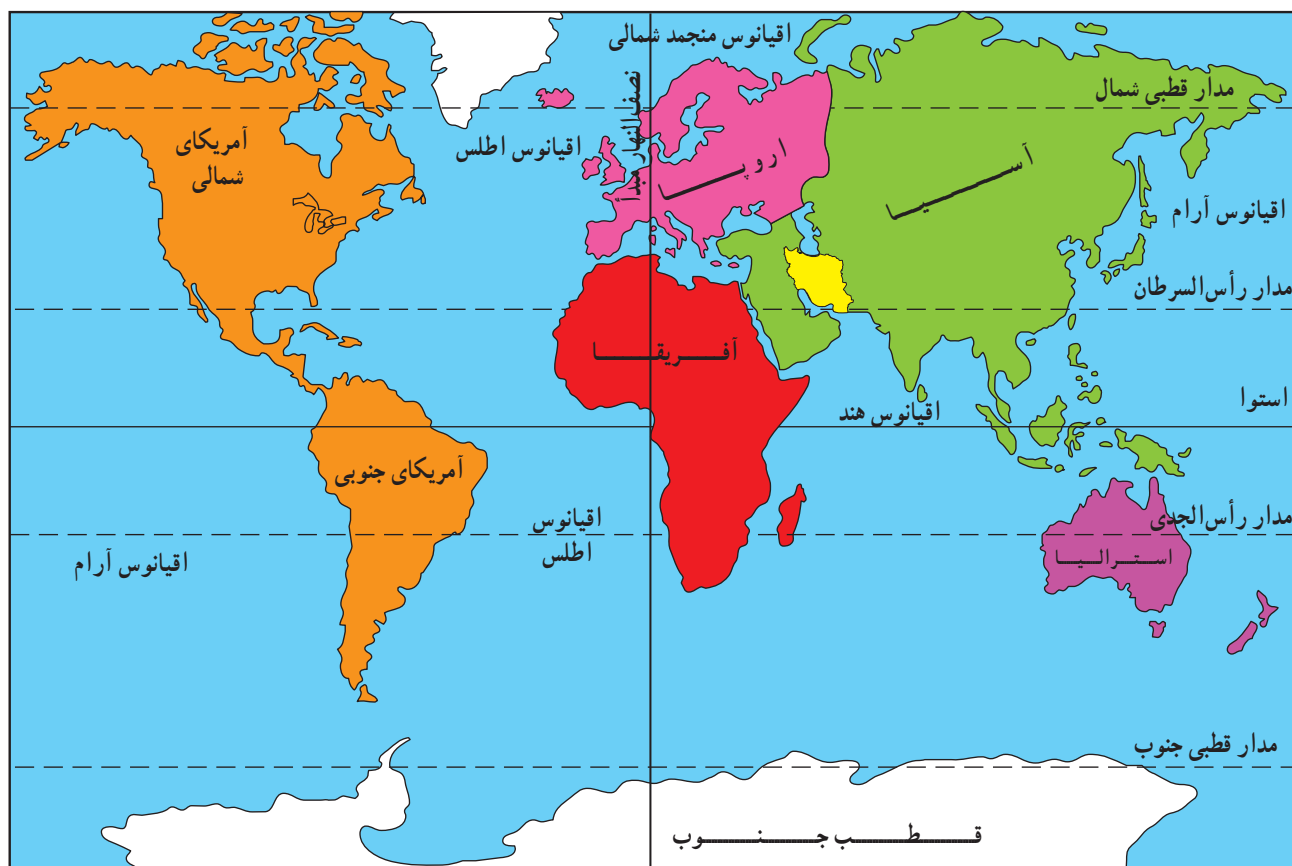 اقیانوس منجمد شمالی
مدار قطبی شمال
نصف‌النهار مبدأ
آمریکای
شمالی
اقیانوس اطلس
اروپا
آسیا
اقیانوس آرام
مدار رأس‌السرطان
آفریقا
استوا
اقیانوس هند
آمریکای جنوبی
مدار رأس‌الجدی
اقیانوس
اطلس
استرالیا
اقیانوس آرام
مدار قطبی جنوب
قطب جنوب